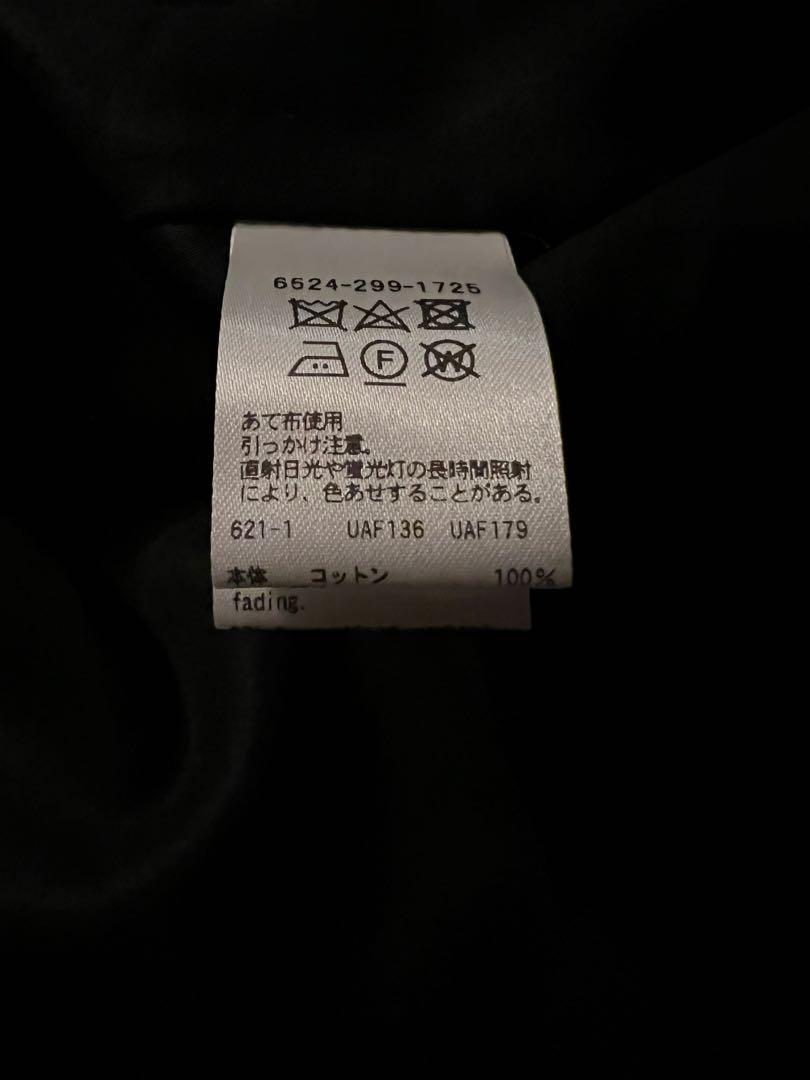 6524-299-1725
F W
あて布使用
引っかけ注意。
直射日光や蛍光灯の長時間照射
により、色あせすることがある。
621-1 UAF136 UAF179
本体 コットン 100%
fading.